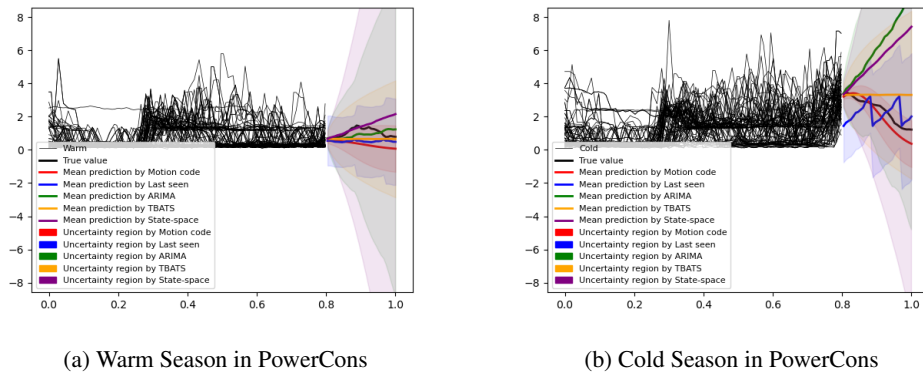 8
6
4
2
0
−2
−4
−6
−8
Warm
True value
Mean prediction by Motion code
Mean prediction by Last seen
Mean prediction by ARIMA
Mean prediction by TBATS
Mean prediction by State-space
Uncertainty region by Motion code
Uncertainty region by Last seen
Uncertainty region by ARIMA
Uncertainty region by TBATS
Uncertainty region by State-space
0.0 0.2 0.4 0.6 0.8 1.0
(a) Warm Season in PowerCons
8
6
4
2
0
−2
−4
−6
−8
Cold
True value
Mean prediction by Motion code
Mean prediction by Last seen
Mean prediction by ARIMA
Mean prediction by TBATS
Mean prediction by State-space
Uncertainty region by Motion code
Uncertainty region by Last seen
Uncertainty region by ARIMA
Uncertainty region by TBATS
Uncertainty region by State-space
0.0 0.2 0.4 0.6 0.8 1.0
(b) Cold Season in PowerCons